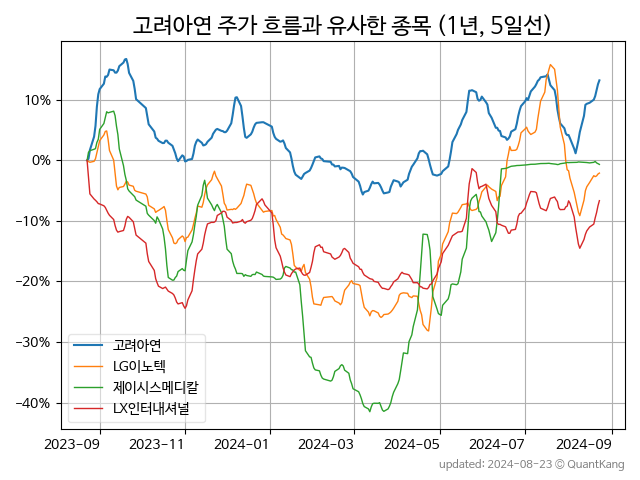 고려아연 주가 흐름과 유사한 종목 (1년, 5일선)
10%
0%
−10%
−20%
−30%
−40%
고려아연
LG이노텍
제이시스메디칼
LX인터내셔널
2023-09 2023-11 2024-01 2024-03 2024-05 2024-07 2024-09
updated: 2024-08-23 © QuantKang